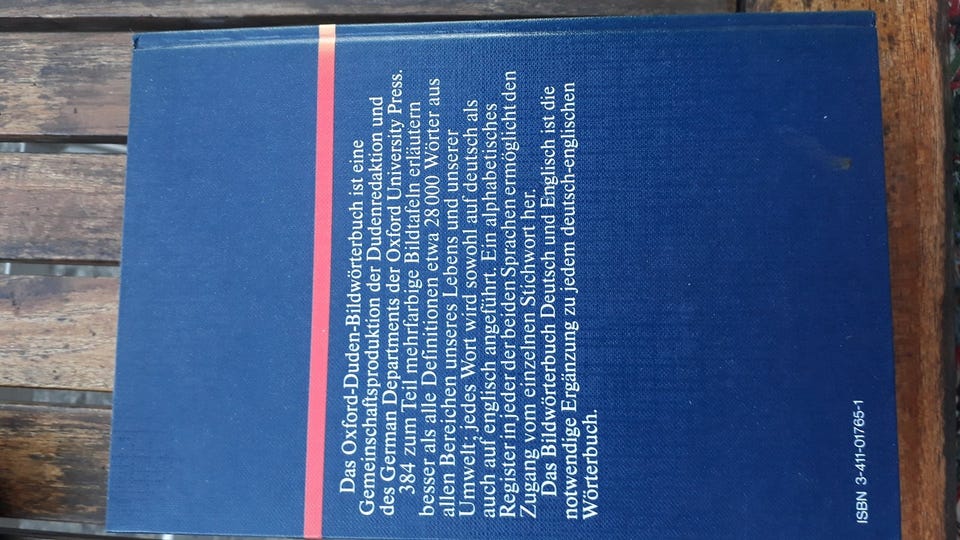 Das Oxford-Duden-Bildwörterbuch ist eine
Gemeinschaftsproduktion der Dudenredaktion und
des German Departments der Oxford University Press.
384 zum Teil mehrfarbige Bildtafeln erläutern
besser als alle Definitionen etwa 28 000 Wörter aus
allen Bereichen unseres Lebens und unserer
Umwelt; jedes Wort wird sowohl auf deutsch als
auch auf englisch angeführt. Ein alphabetisches
Register in jeder der beiden Sprachen ermöglicht den
Zugang vom einzelnen Stichwort her.
Das Bildwörterbuch Deutsch und Englisch ist die
notwendige Ergänzung zu jedem deutsch-englischen
Wörterbuch.
ISBN 3-411-01765-1